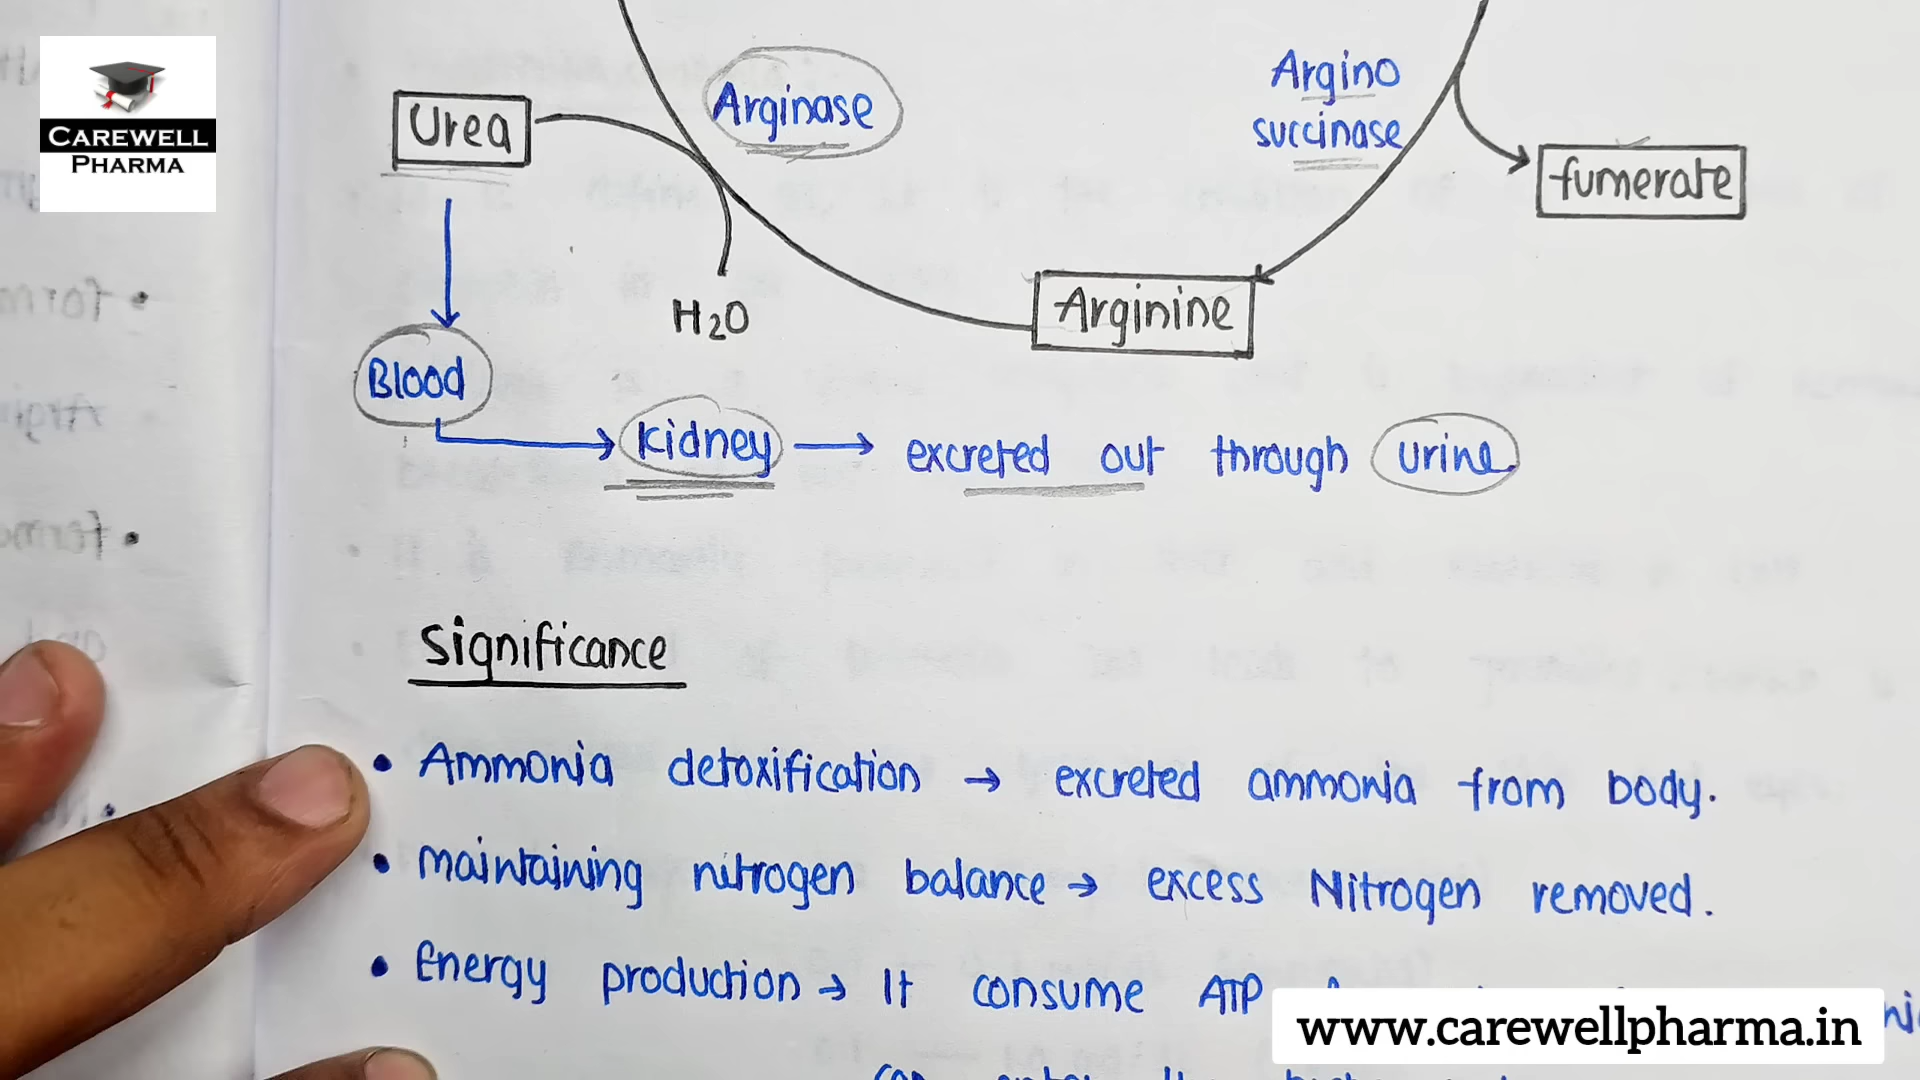 CAREWELL
PHARMA
Urea
Arginase
Argino
succinase
fumerate
H2O
Arginine
Blood
kidney → excreted out through urine.
Significance
• Ammonia detoxification → excreted ammonia from body.
• maintaining nitrogen balance → excess Nitrogen removed.
• Energy production → It consume ATP
www.carewellpharma.in